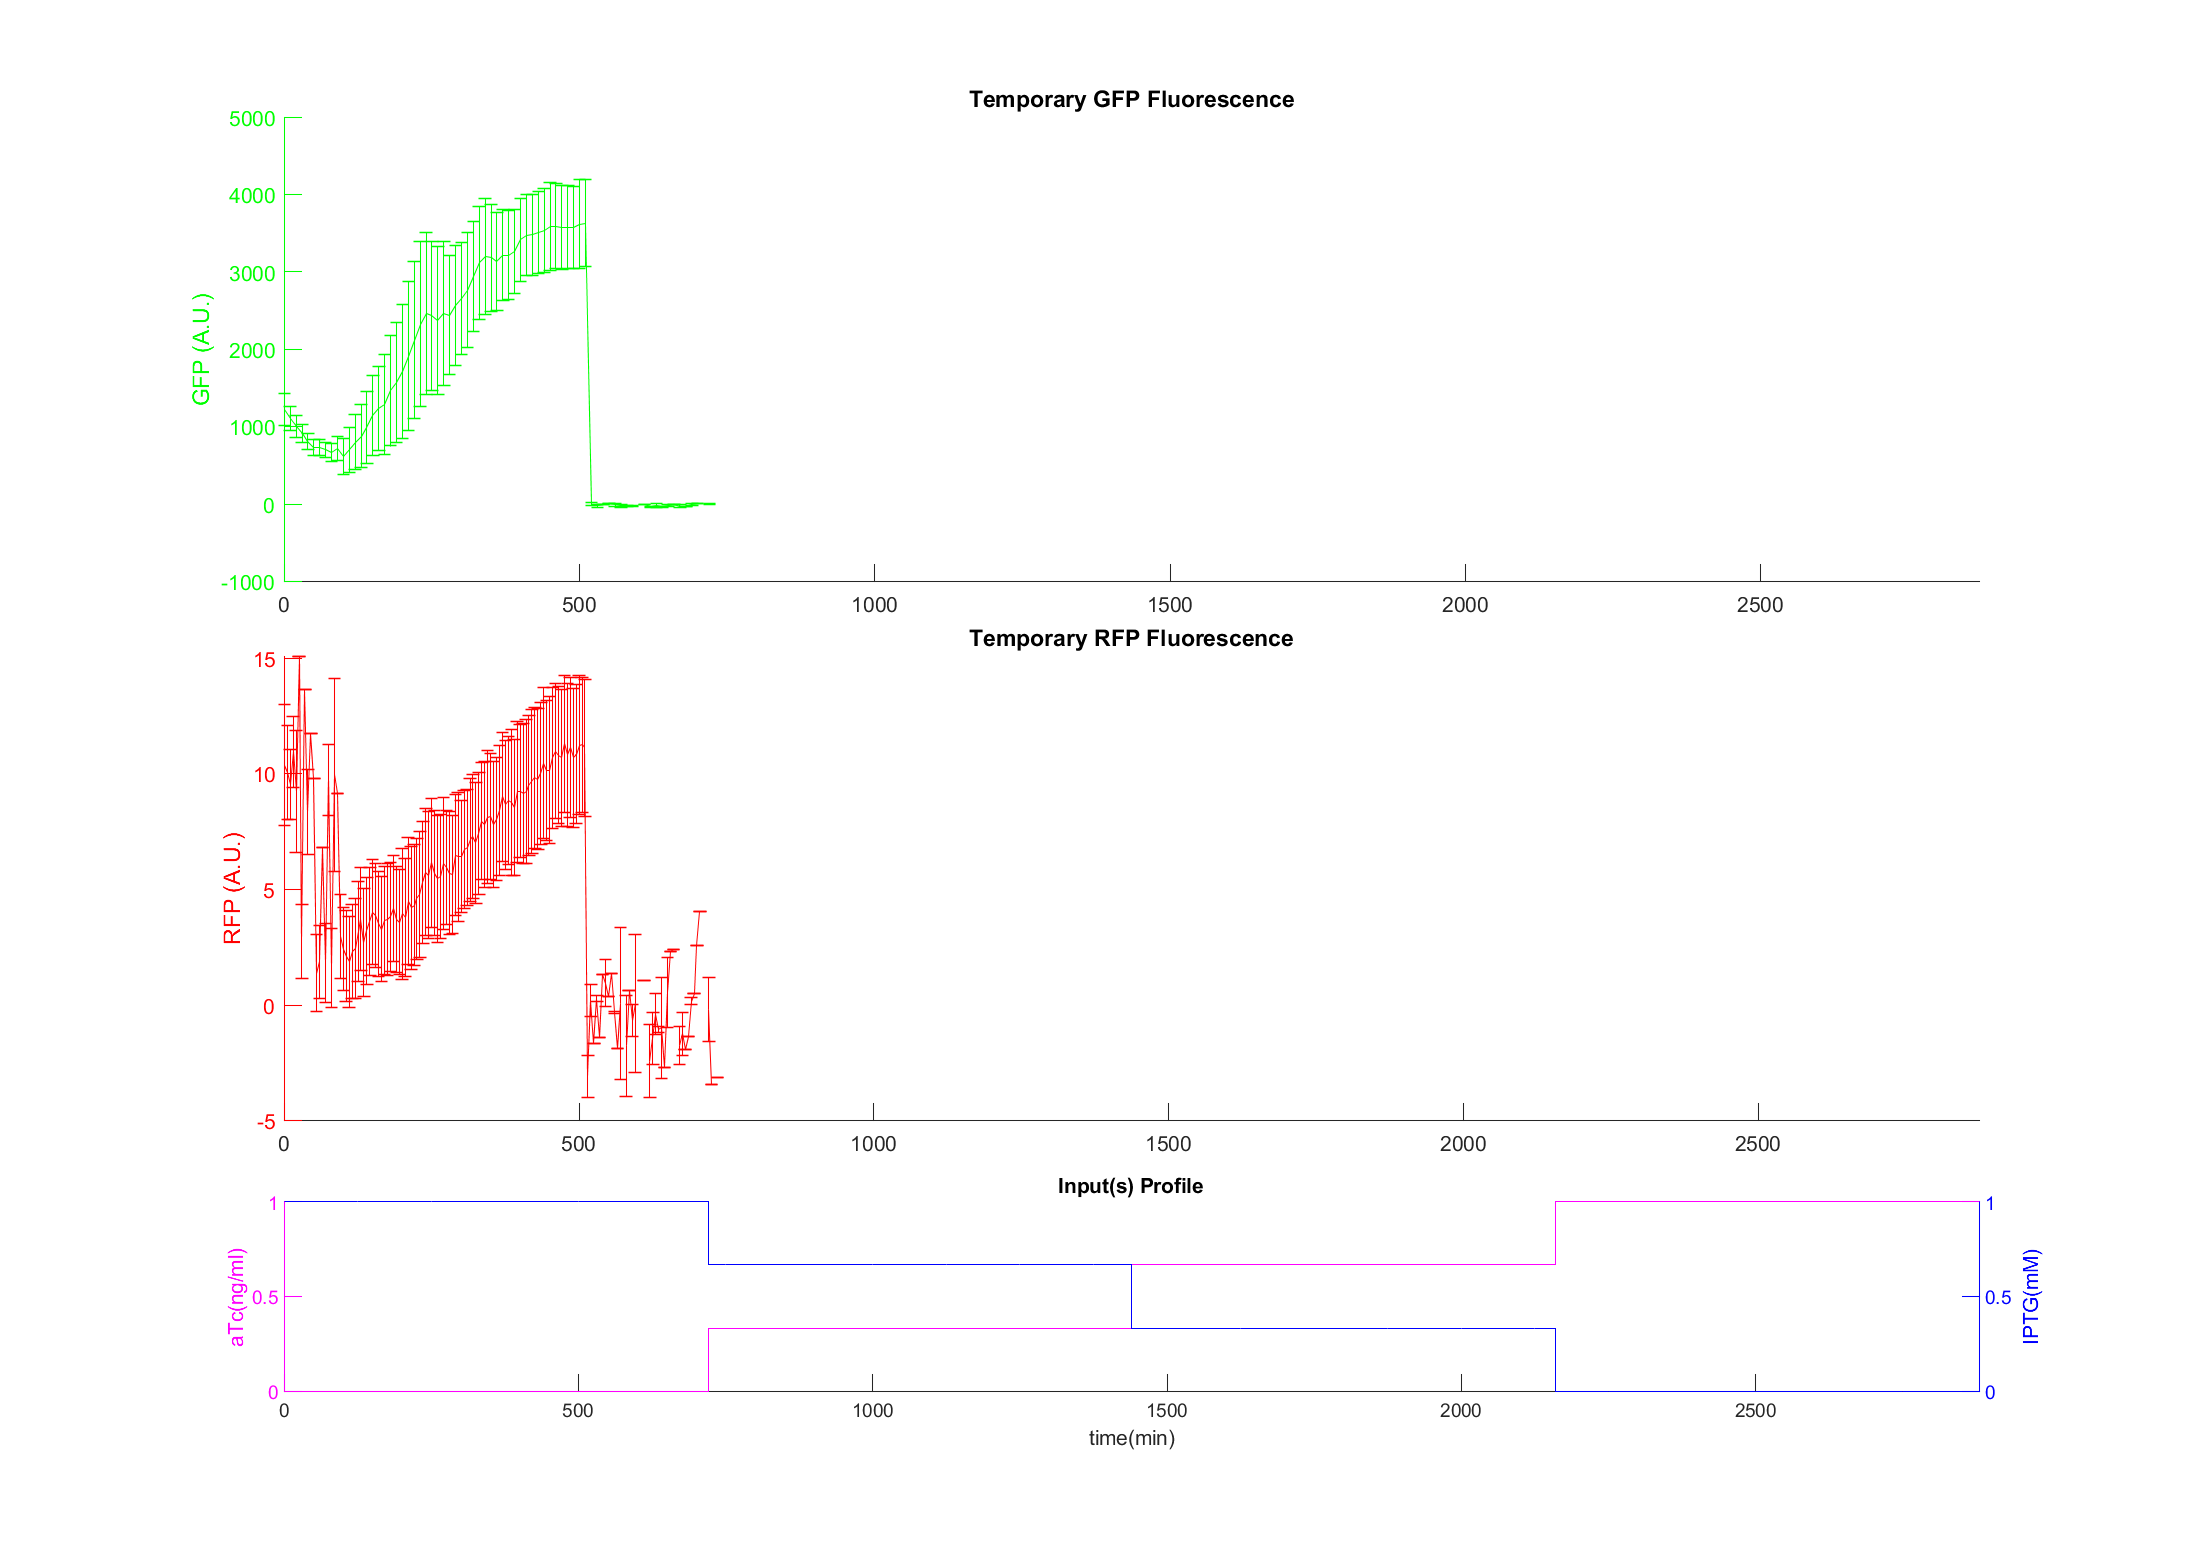 Temporary GFP Fluorescence
5000
4000
3000
2000
1000
0
-1000
GFP (A.U.)
0 500 1000 1500 2000 2500
Temporary RFP Fluorescence
15
10
5
0
-5
RFP (A.U.)
0 500 1000 1500 2000 2500
Input(s) Profile
1
0.5
0
aTc(ng/ml)
1
0.5
0
IPTG(mM)
0 500 1000 1500 2000 2500
time(min)